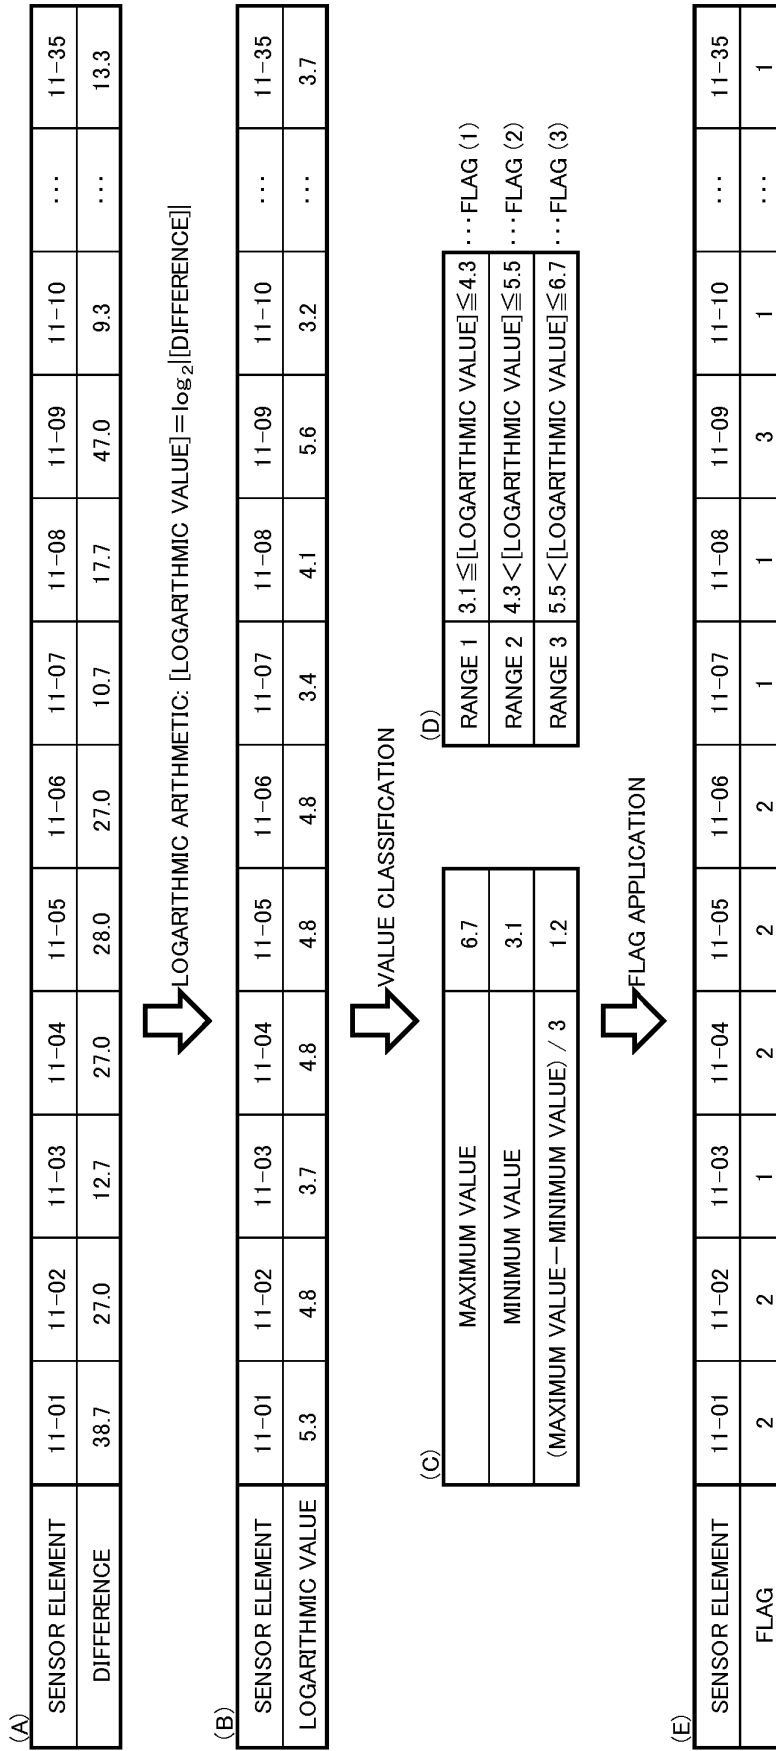 (A)
SENSOR ELEMENT 11-01 11-02 11-03 11-04 11-05 11-06 11-07 11-08 11-09 11-10 ... 11-35
DIFFERENCE 38.7 27.0 12.7 27.0 28.0 27.0 10.7 17.7 47.0 9.3 ... 13.3
LOGARITHMIC ARITHMETIC: [LOGARITHMIC VALUE]=log₂|[DIFFERENCE]|
(B)
SENSOR ELEMENT 11-01 11-02 11-03 11-04 11-05 11-06 11-07 11-08 11-09 11-10 ... 11-35
LOGARITHMIC VALUE 5.3 4.8 3.7 4.8 4.8 4.8 3.4 4.1 5.6 3.2 ... 3.7
VALUE CLASSIFICATION
(C)
MAXIMUM VALUE 6.7
MINIMUM VALUE 3.1
(MAXIMUM VALUE-MINIMUM VALUE) / 3 1.2
(D)
RANGE 1 3.1≦[LOGARITHMIC VALUE]≦4.3 ...FLAG (1)
RANGE 2 4.3<[LOGARITHMIC VALUE]≦5.5 ...FLAG (2)
RANGE 3 5.5<[LOGARITHMIC VALUE]≦6.7 ...FLAG (3)
FLAG APPLICATION
(E)
SENSOR ELEMENT 11-01 11-02 11-03 11-04 11-05 11-06 11-07 11-08 11-09 11-10 ... 11-35
FLAG 2 2 1 2 2 2 1 1 3 1 ... 1